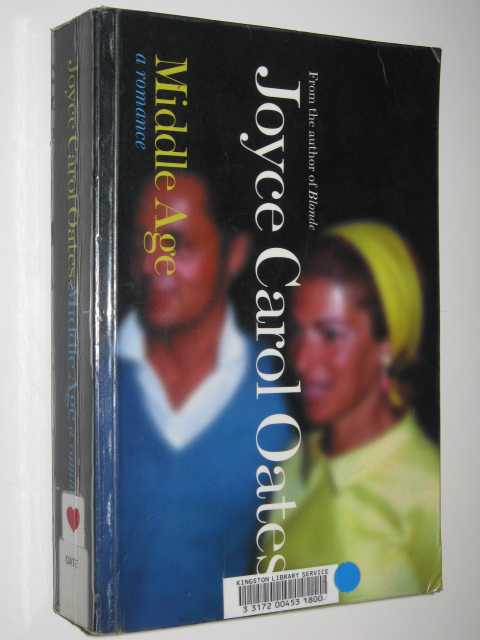 From the author of Blonde
Joyce Carol Oates
Middle Age
a romance
Joyce Carol Oates Middle Age a romance
KINGSTON LIBRARY SERVICE
3 3172 00453 1800